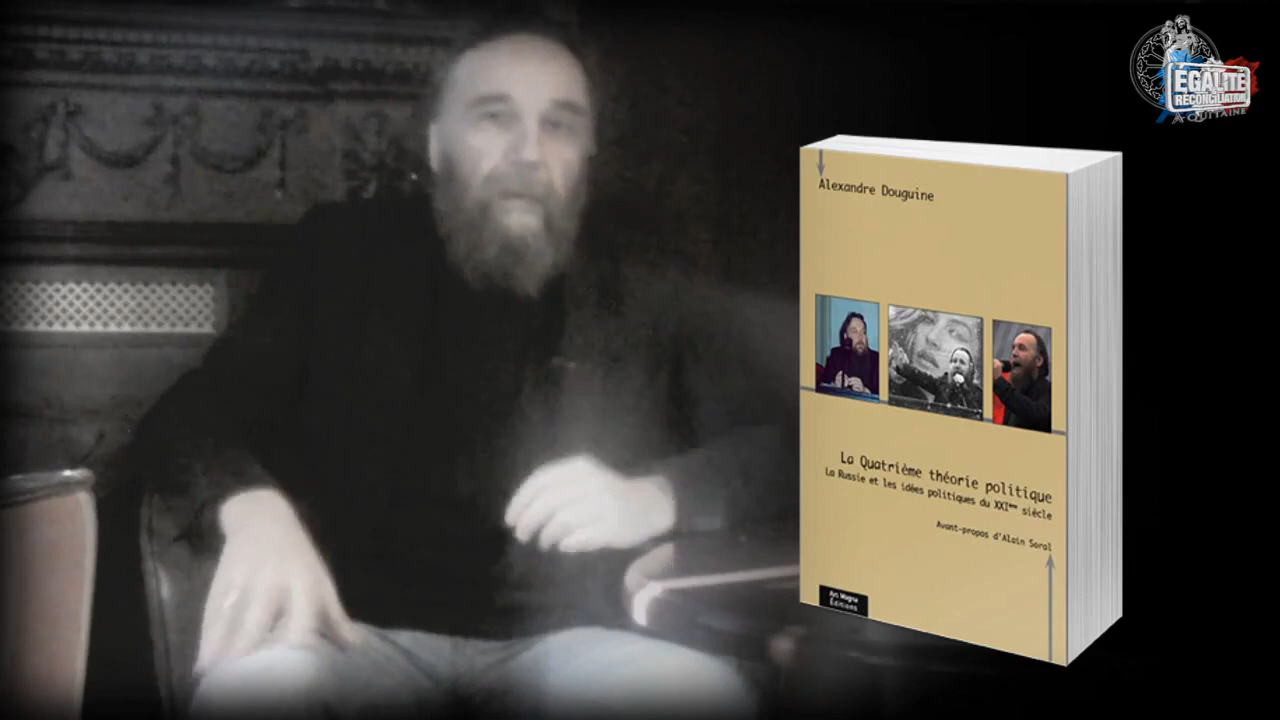 ÉGALITÉ
RÉCONCILIATION
AQUITAINE
Alexandre Douguine
La Quatrième théorie politique
La Russie et les idées politiques du XXIème siècle
Avant-propos d'Alain Soral
Ars Magna
Éditions